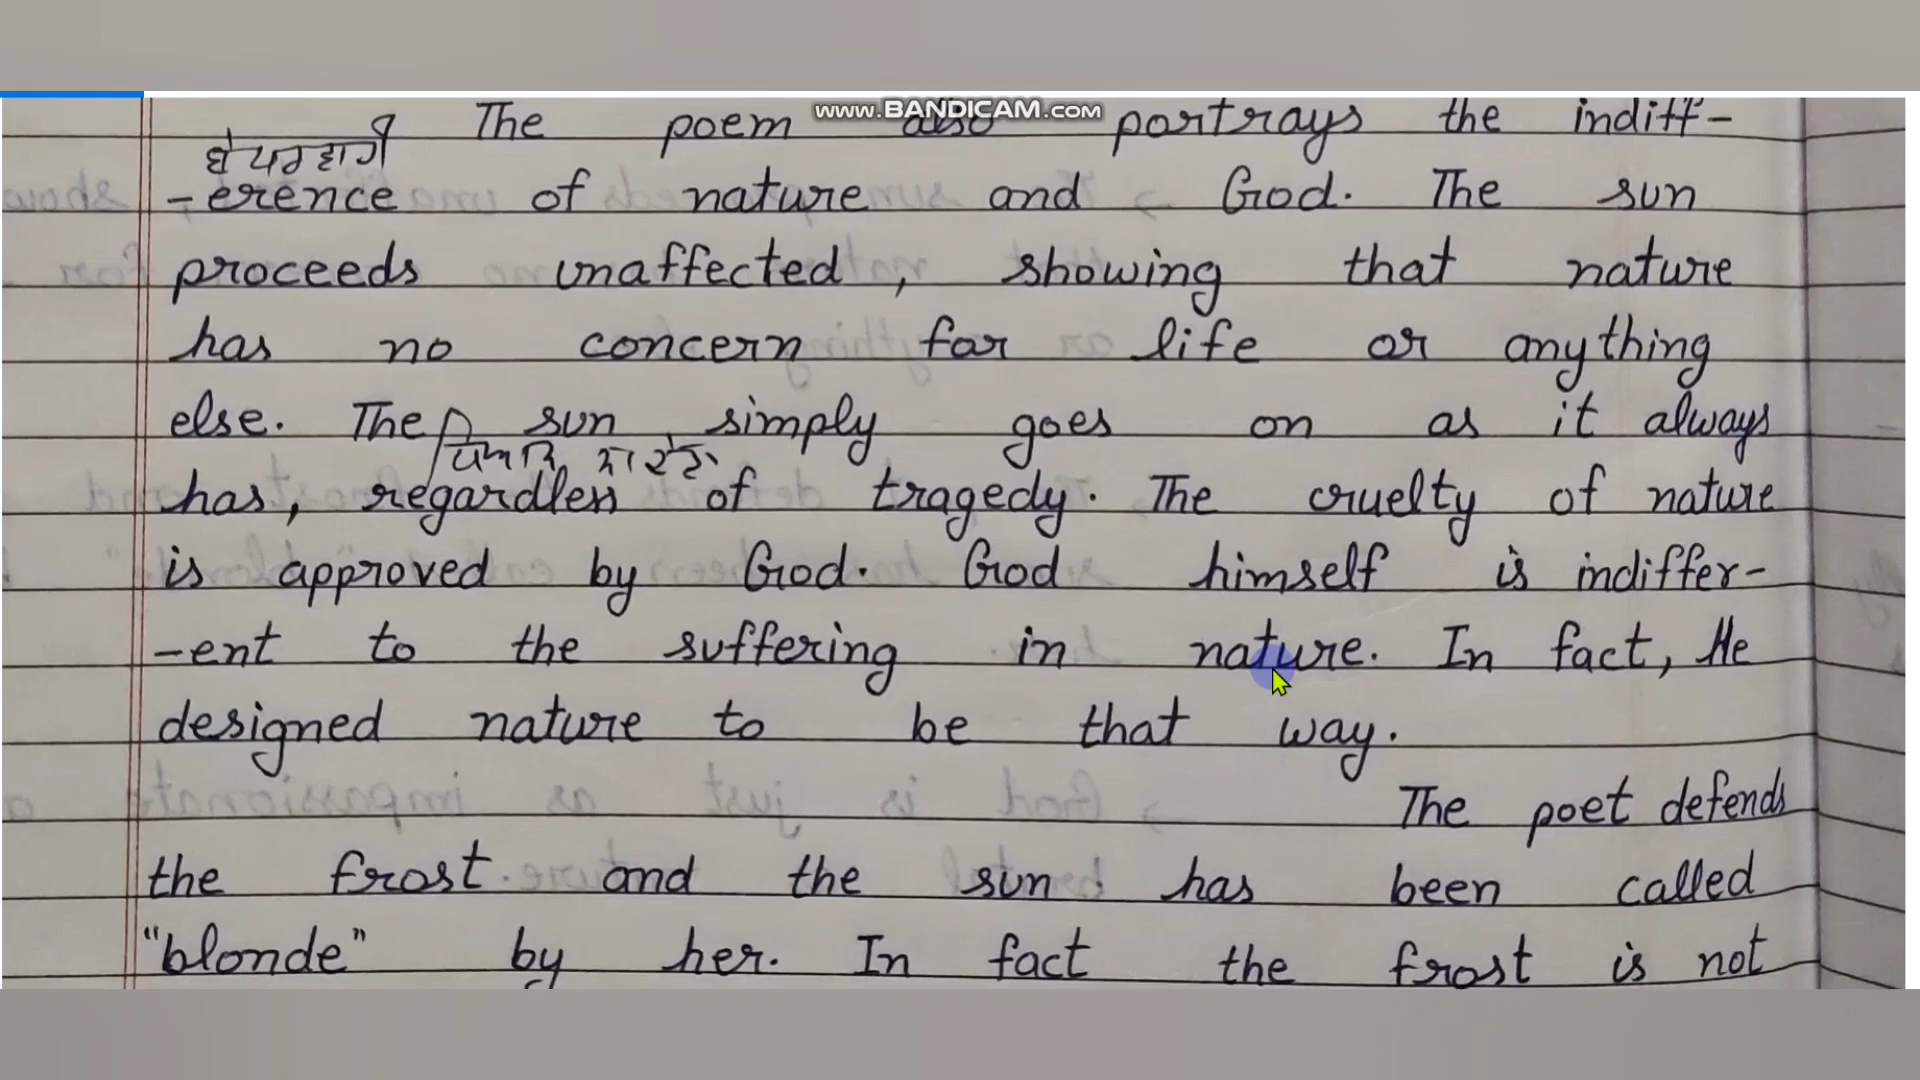 www.BANDICAM.com
The poem also portrays the indiff-
बेपरवाही
-erence of nature and God. The sun
proceeds unaffected, showing that nature
has no concern for life or anything
else. The sun simply goes on as it always
has, regardless of tragedy. The cruelty of nature
is approved by God. God himself is indiffer-
-ent to the suffering in nature. In fact, He
designed nature to be that way.
The poet defends
the frost and the sun has been called
"blonde" by her. In fact the frost is not